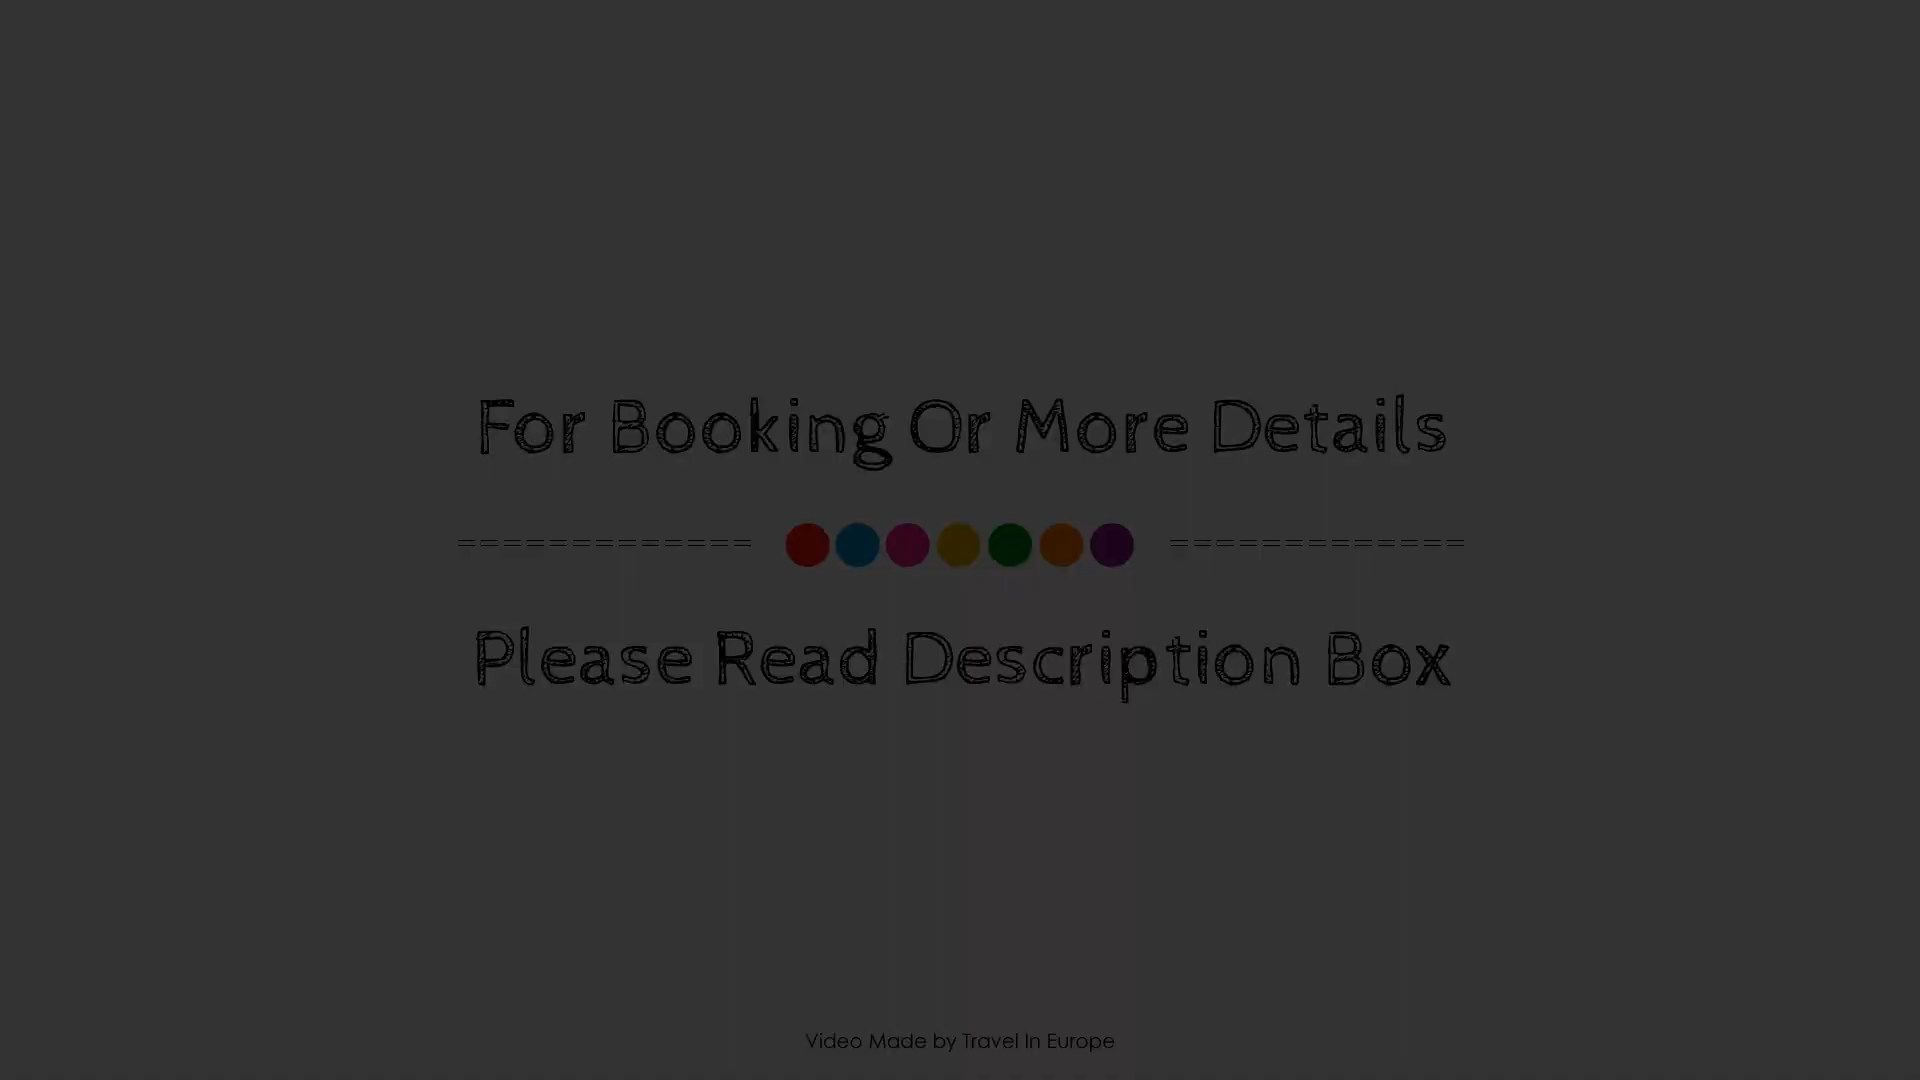 For Booking Or More Details
============= =============
Please Read Description Box
Video Made by Travel In Europe